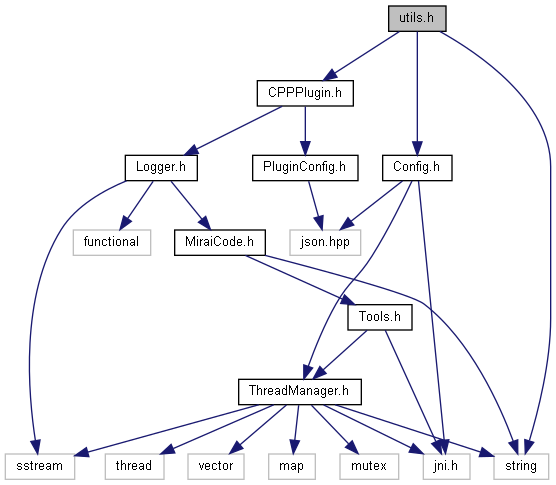 utils.h
CPPPlugin.h
Logger.h
PluginConfig.h
Config.h
functional
MiraiCode.h
json.hpp
Tools.h
ThreadManager.h
sstream
thread
vector
map
mutex
jni.h
string